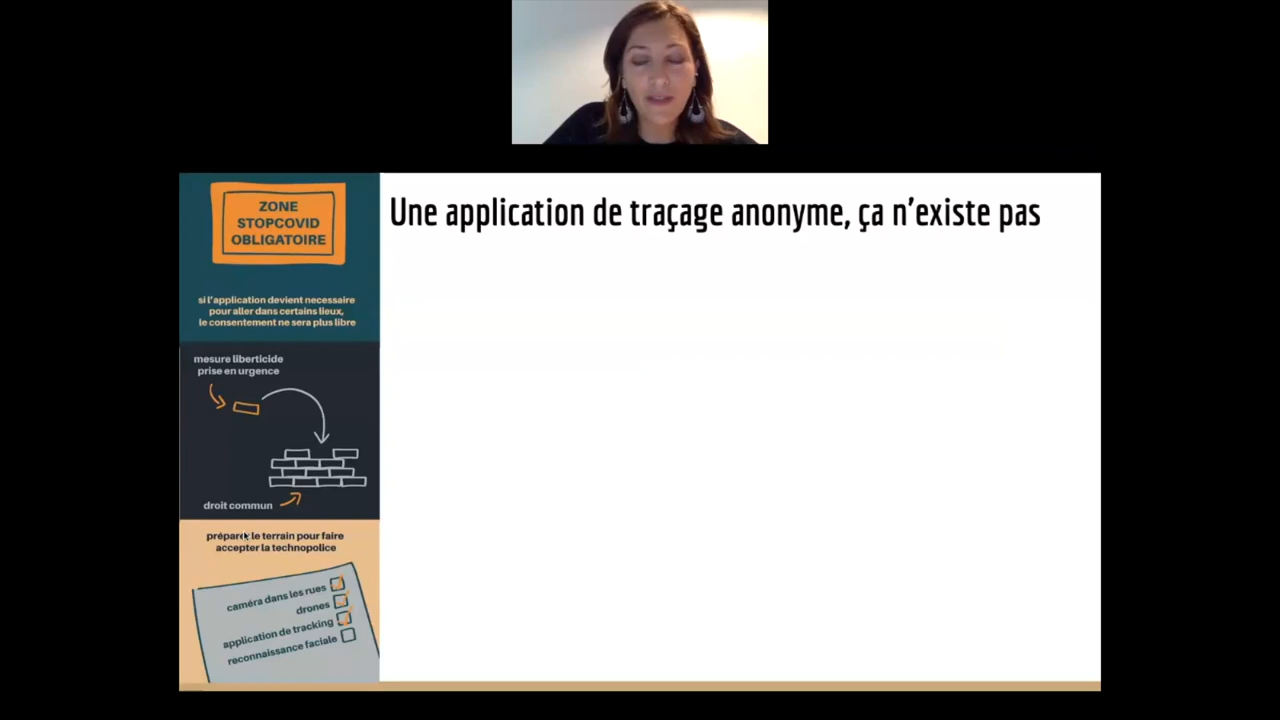 ZONE
STOPCOVID
OBLIGATOIRE
si l'application devient necessaire
pour aller dans certains lieux,
le consentement ne sera plus libre
mesure liberticide
prise en urgence
droit commun
prépare le terrain pour faire
accepter la technopolice
caméra dans les rues
drones
application de tracking
reconnaissance faciale
Une application de traçage anonyme, ça n'existe pas